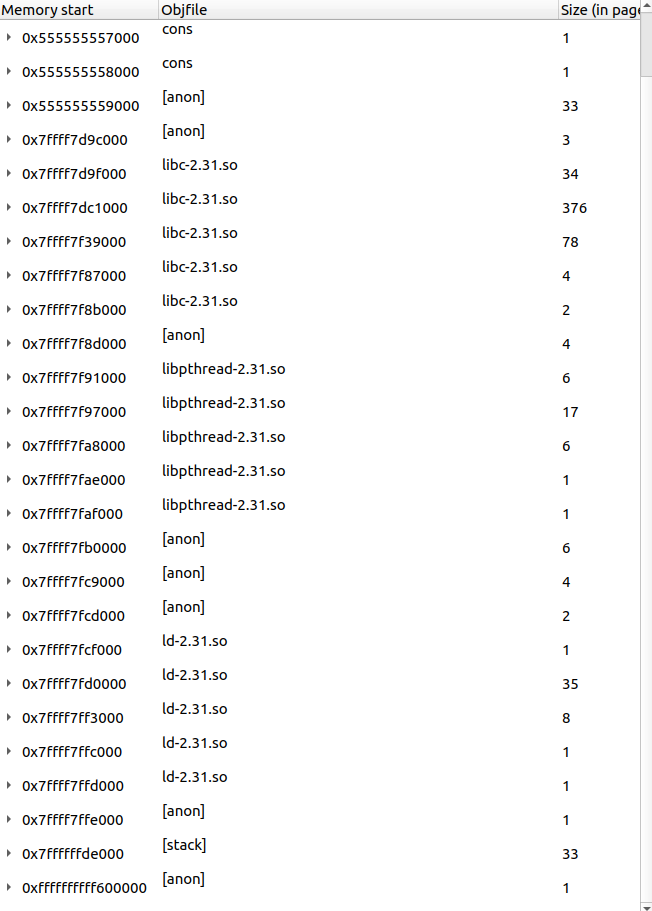 Memory start Objfile Size (in page
0x555555557000 cons 1
0x555555558000 cons 1
0x555555559000 [anon] 33
0x7ffff7d9c000 [anon] 3
0x7ffff7d9f000 libc-2.31.so 34
0x7ffff7dc1000 libc-2.31.so 376
0x7ffff7f39000 libc-2.31.so 78
0x7ffff7f87000 libc-2.31.so 4
0x7ffff7f8b000 libc-2.31.so 2
0x7ffff7f8d000 [anon] 4
0x7ffff7f91000 libpthread-2.31.so 6
0x7ffff7f97000 libpthread-2.31.so 17
0x7ffff7fa8000 libpthread-2.31.so 6
0x7ffff7fae000 libpthread-2.31.so 1
0x7ffff7faf000 libpthread-2.31.so 1
0x7ffff7fb0000 [anon] 6
0x7ffff7fc9000 [anon] 4
0x7ffff7fcd000 [anon] 2
0x7ffff7fcf000 ld-2.31.so 1
0x7ffff7fd0000 ld-2.31.so 35
0x7ffff7ff3000 ld-2.31.so 8
0x7ffff7ffc000 ld-2.31.so 1
0x7ffff7ffd000 ld-2.31.so 1
0x7ffff7ffe000 [anon] 1
0x7ffffffde000 [stack] 33
0xffffffffff600000 [anon] 1